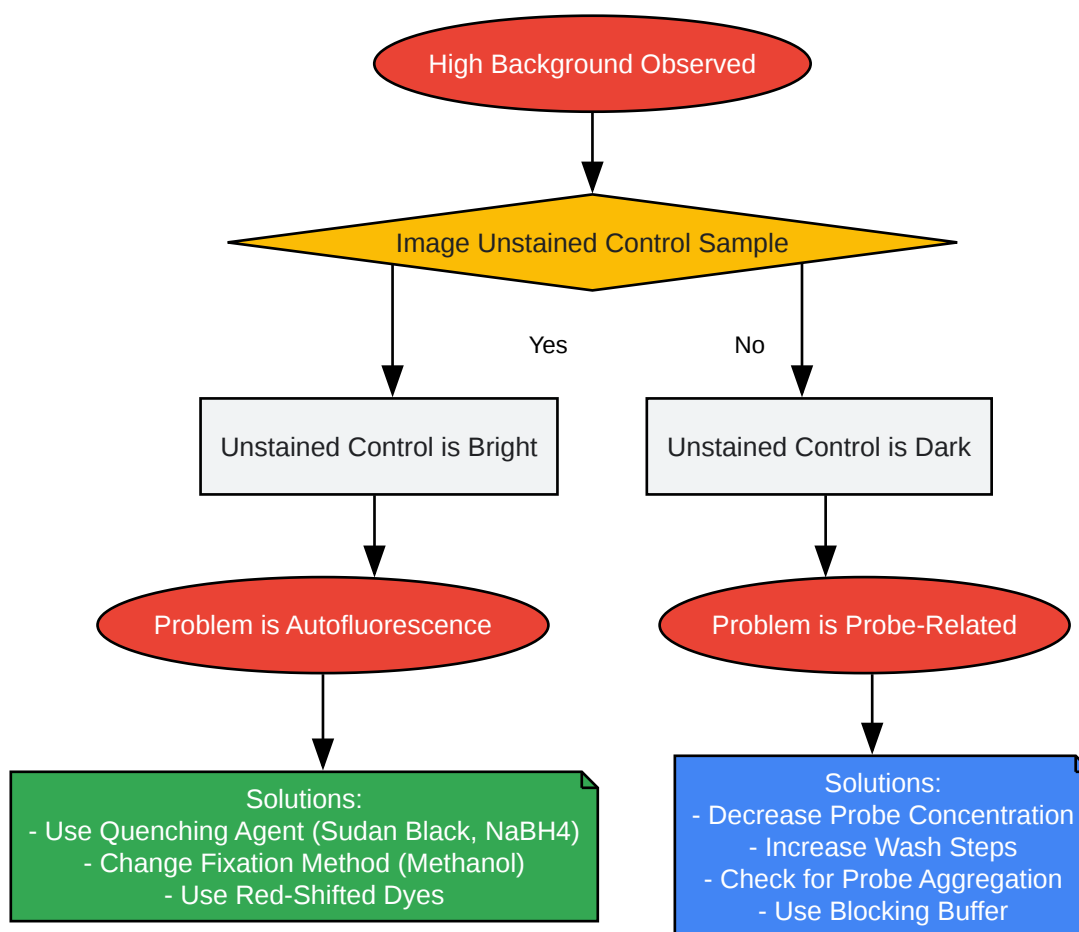 High Background Observed
Image Unstained Control Sample
Yes
No
Unstained Control is Bright
Unstained Control is Dark
Problem is Autofluorescence
Problem is Probe-Related
Solutions:
- Use Quenching Agent (Sudan Black, NaBH4)
- Change Fixation Method (Methanol)
- Use Red-Shifted Dyes
Solutions:
- Decrease Probe Concentration
- Increase Wash Steps
- Check for Probe Aggregation
- Use Blocking Buffer